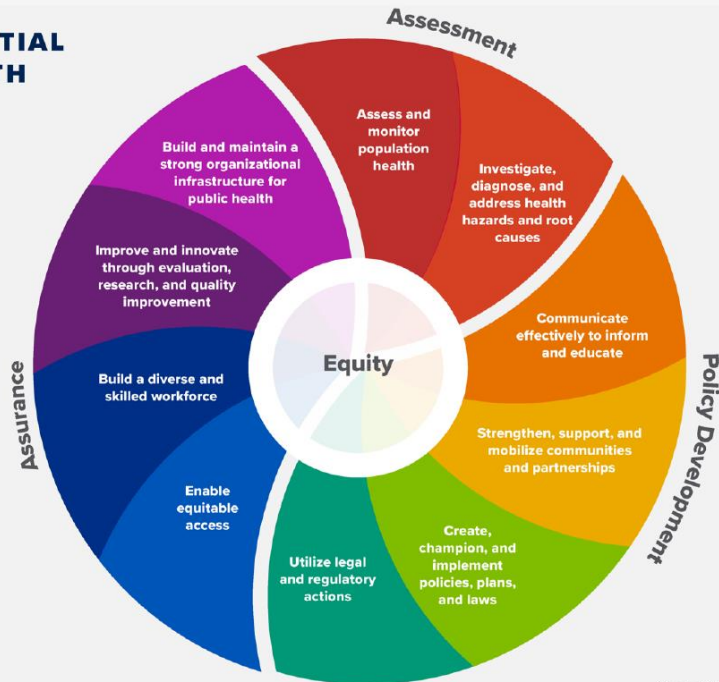 Assessment
Assess and
monitor
population
health
Investigate,
diagnose, and
address health
hazards and root
causes
Policy Development
Communicate
effectively to inform
and educate
Strengthen, support, and
mobilize communities
and partnerships
Create,
champion, and
implement
policies, plans,
and laws
Utilize legal
and regulatory
actions
Assurance
Enable
equitable
access
Build a diverse and
skilled workforce
Improve and innovate
through evaluation,
research, and quality
improvement
Build and maintain a
strong organizational
infrastructure for
public health
Equity